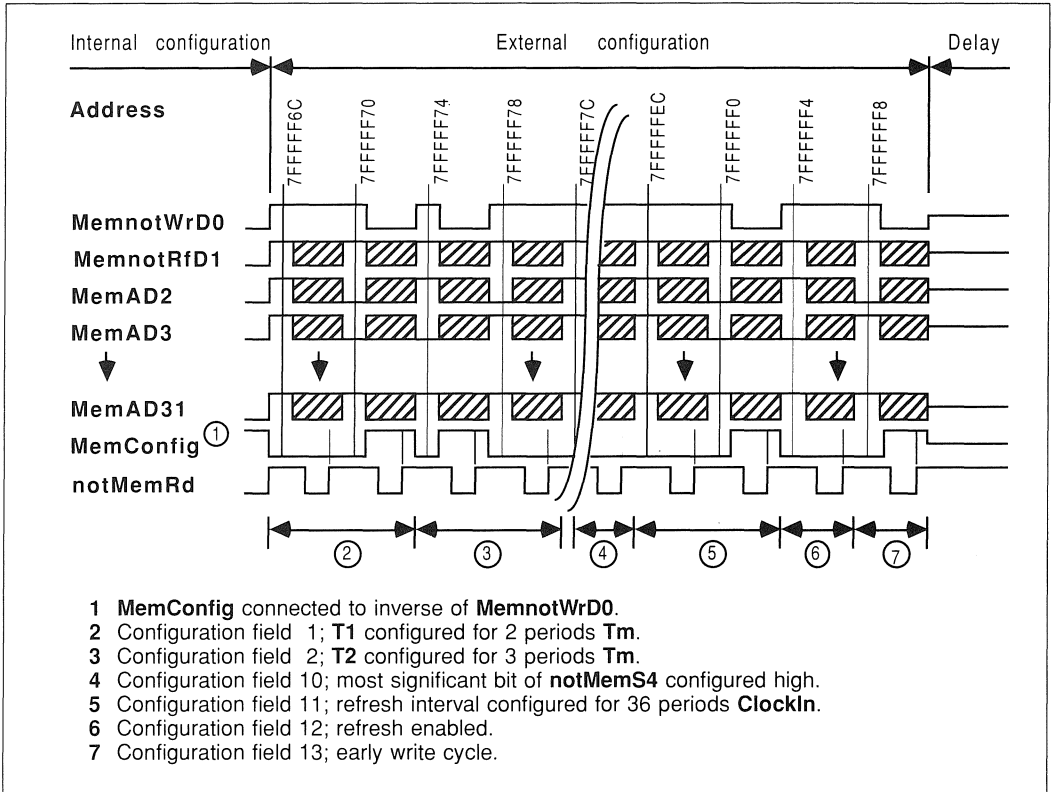 Internal configuration External configuration Delay
Address
7FFFFF6C
7FFFFF70
7FFFFF74
7FFFFF78
7FFFFF7C
7FFFFFEC
7FFFFFF0
7FFFFFF4
7FFFFFF8
MemnotWrD0
MemnotRfD1
MemAD2
MemAD3
MemAD31
MemConfig 1
notMemRd
2 3 4 5 6 7
1 MemConfig connected to inverse of MemnotWrD0.
2 Configuration field 1; T1 configured for 2 periods Tm.
3 Configuration field 2; T2 configured for 3 periods Tm.
4 Configuration field 10; most significant bit of notMemS4 configured high.
5 Configuration field 11; refresh interval configured for 36 periods ClockIn.
6 Configuration field 12; refresh enabled.
7 Configuration field 13; early write cycle.